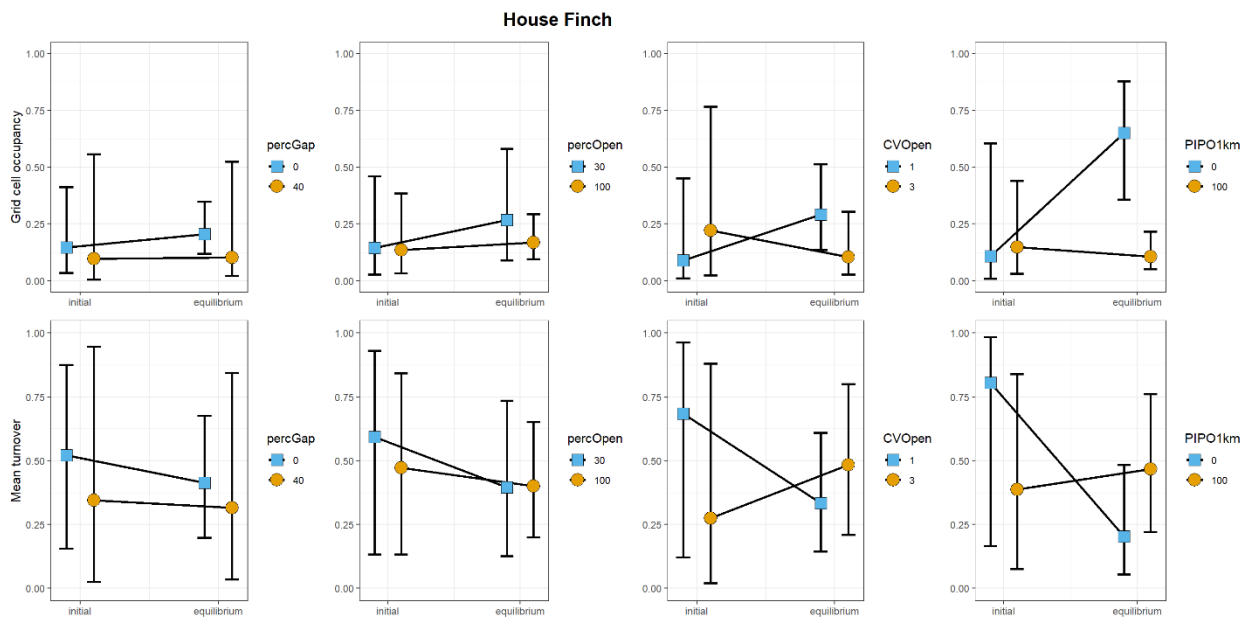 House Finch
Grid cell occupancy
1.00
0.75
0.50
0.25
0.00
initial
equilibrium
percGap
0
40
1.00
0.75
0.50
0.25
0.00
initial
equilibrium
percOpen
30
100
1.00
0.75
0.50
0.25
0.00
initial
equilibrium
CVOpen
1
3
1.00
0.75
0.50
0.25
0.00
initial
equilibrium
PIPO1km
0
100
Mean turnover
1.00
0.75
0.50
0.25
0.00
initial
equilibrium
percGap
0
40
1.00
0.75
0.50
0.25
0.00
initial
equilibrium
percOpen
30
100
1.00
0.75
0.50
0.25
0.00
initial
equilibrium
CVOpen
1
3
1.00
0.75
0.50
0.25
0.00
initial
equilibrium
PIPO1km
0
100